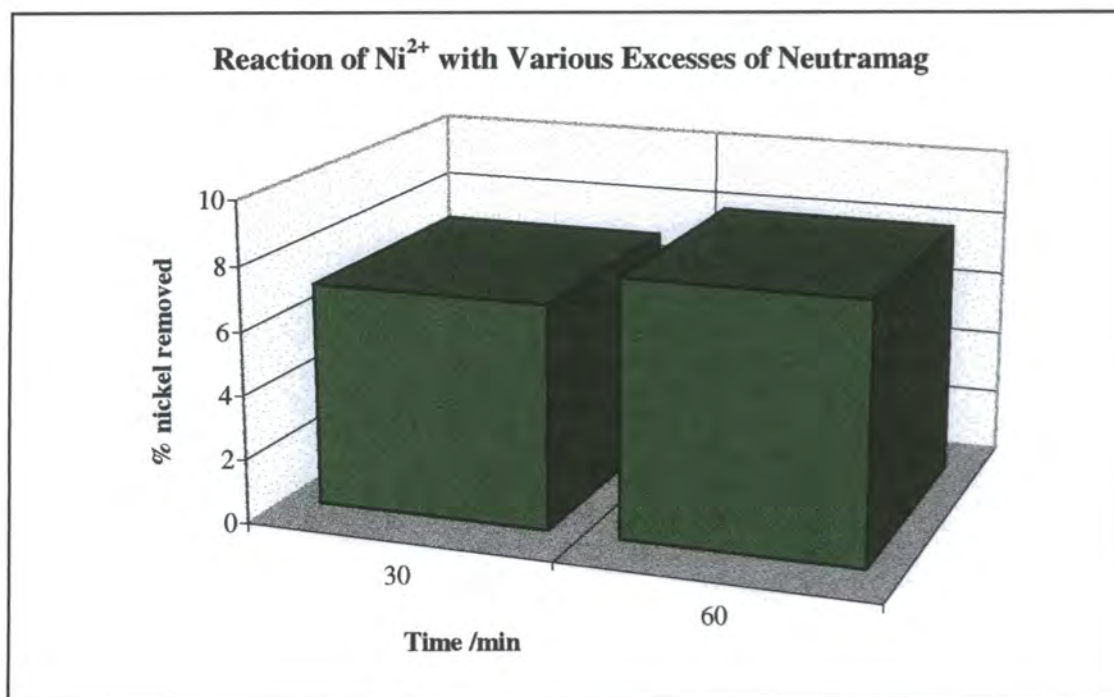 Reaction of Ni²⁺ with Various Excesses of Neutramag
% nickel removed
10
8
6
4
2
0
30
60
Time /min